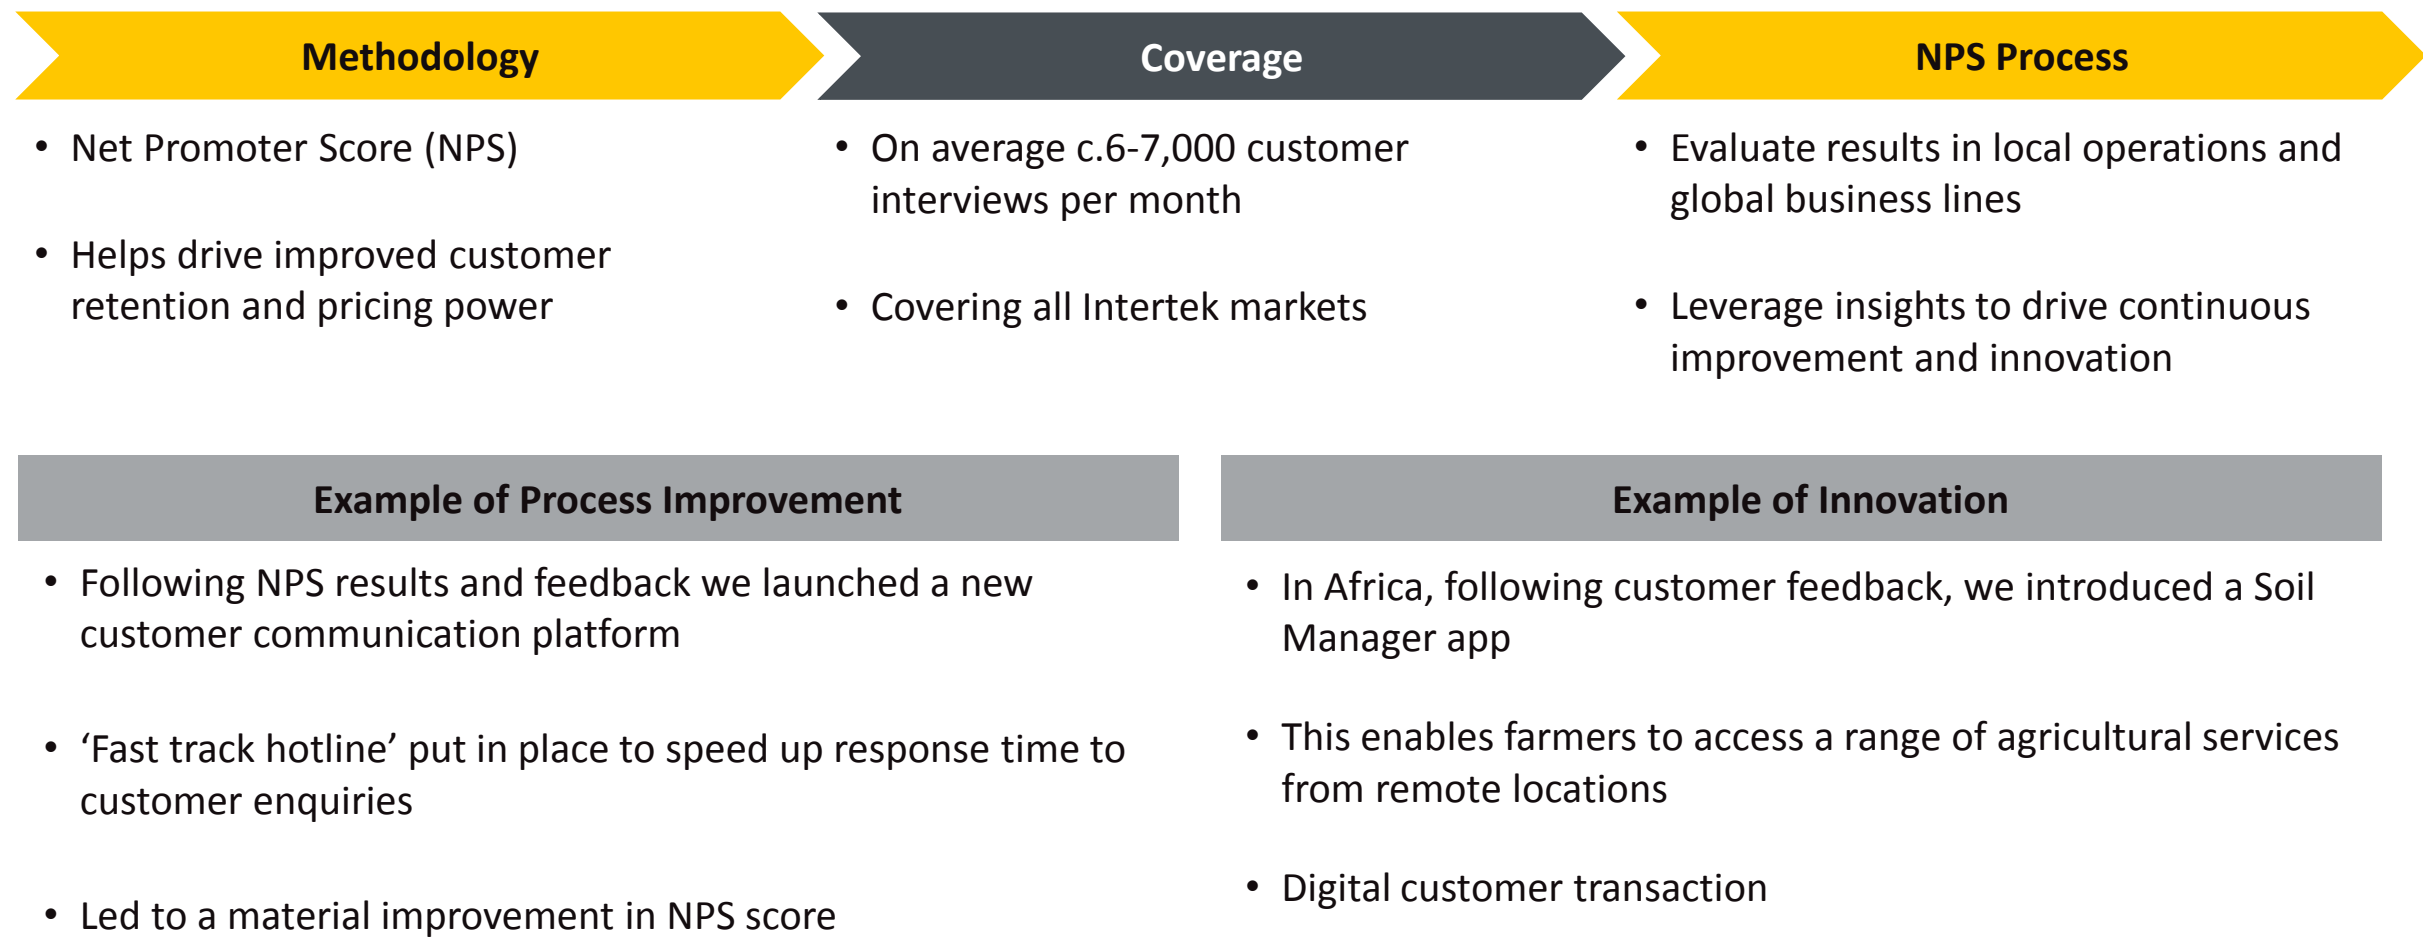 Methodology
Coverage
NPS Process
• Net Promoter Score (NPS)
• Helps drive improved customer
retention and pricing power
• On average c.6-7,000 customer
interviews per month
• Covering all Intertek markets
• Evaluate results in local operations and
global business lines
• Leverage insights to drive continuous
improvement and innovation
Example of Process Improvement
• Following NPS results and feedback we launched a new
customer communication platform
• ‘Fast track hotline’ put in place to speed up response time to
customer enquiries
• Led to a material improvement in NPS score
Example of Innovation
• In Africa, following customer feedback, we introduced a Soil
Manager app
• This enables farmers to access a range of agricultural services
from remote locations
• Digital customer transaction